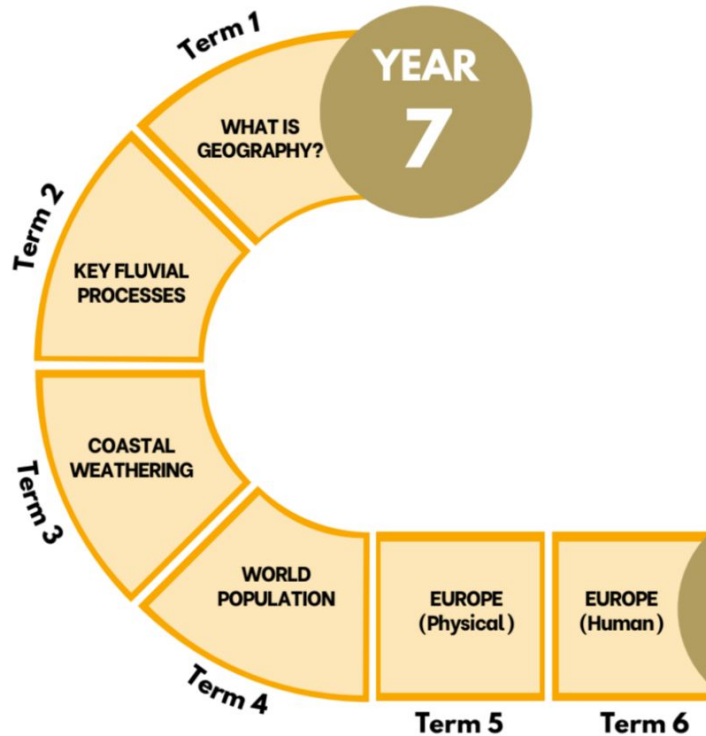 YEAR
7
Term 1
WHAT IS
GEOGRAPHY?
Term 2
KEY FLUVIAL
PROCESSES
Term 3
COASTAL
WEATHERING
Term 4
WORLD
POPULATION
EUROPE
(Physical)
Term 5
EUROPE
(Human)
Term 6